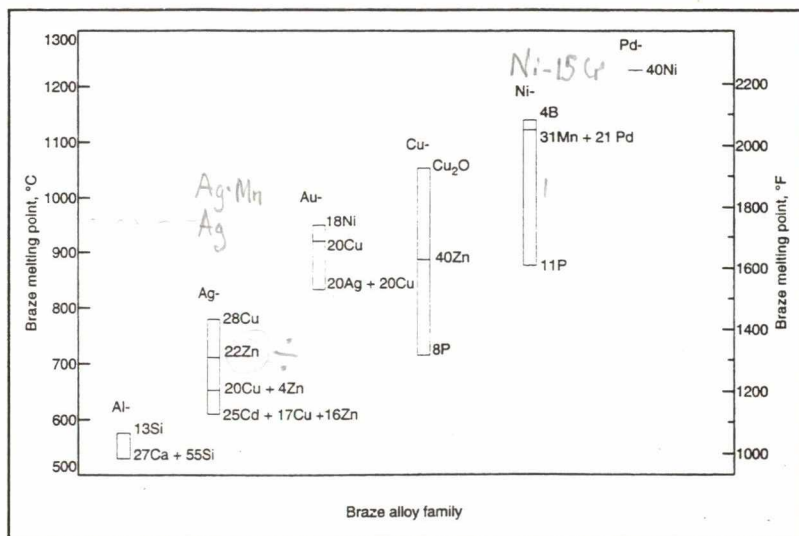 1300
1200
1100
1000
900
800
700
600
500
Braze melting point, °C
Al-
13Si
27Ca + 55Si
Ag·Mn
Ag
Ag-
28Cu
22Zn
20Cu + 4Zn
25Cd + 17Cu +16Zn
Au-
18Ni
20Cu
20Ag + 20Cu
Cu-
Cu₂O
40Zn
8P
Ni-15Cr
Ni-
4B
31Mn + 21 Pd
11P
Pd-
40Ni
2200
2000
1800
1600
1400
1200
1000
Braze melting point, °F
Braze alloy family